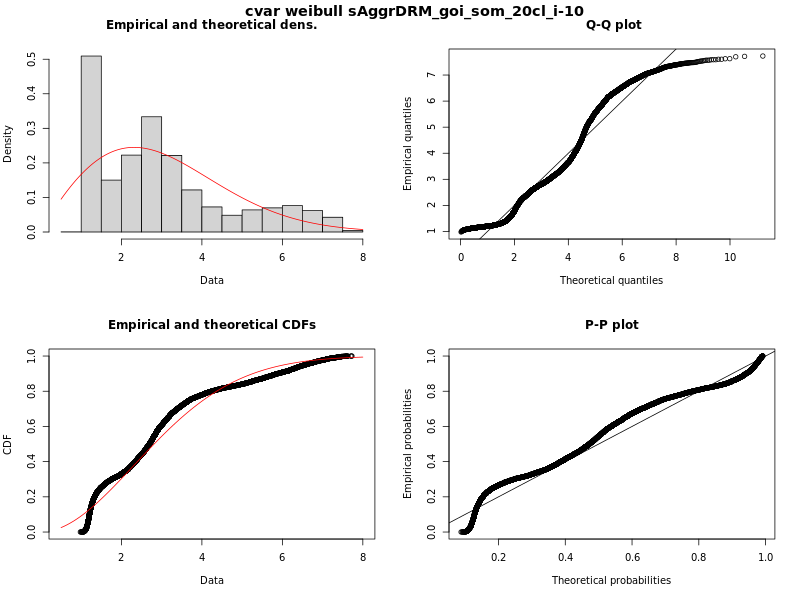 cvar weibull sAggrDRM_goi_som_20cl_i-10
Empirical and theoretical dens.
Density
0.0 0.1 0.2 0.3 0.4 0.5
2 4 6 8
Data
Q-Q plot
Empirical quantiles
1 2 3 4 5 6 7
0 2 4 6 8 10
Theoretical quantiles
Empirical and theoretical CDFs
CDF
0.0 0.2 0.4 0.6 0.8 1.0
2 4 6 8
Data
P-P plot
Empirical probabilities
0.0 0.2 0.4 0.6 0.8 1.0
0.2 0.4 0.6 0.8 1.0
Theoretical probabilities